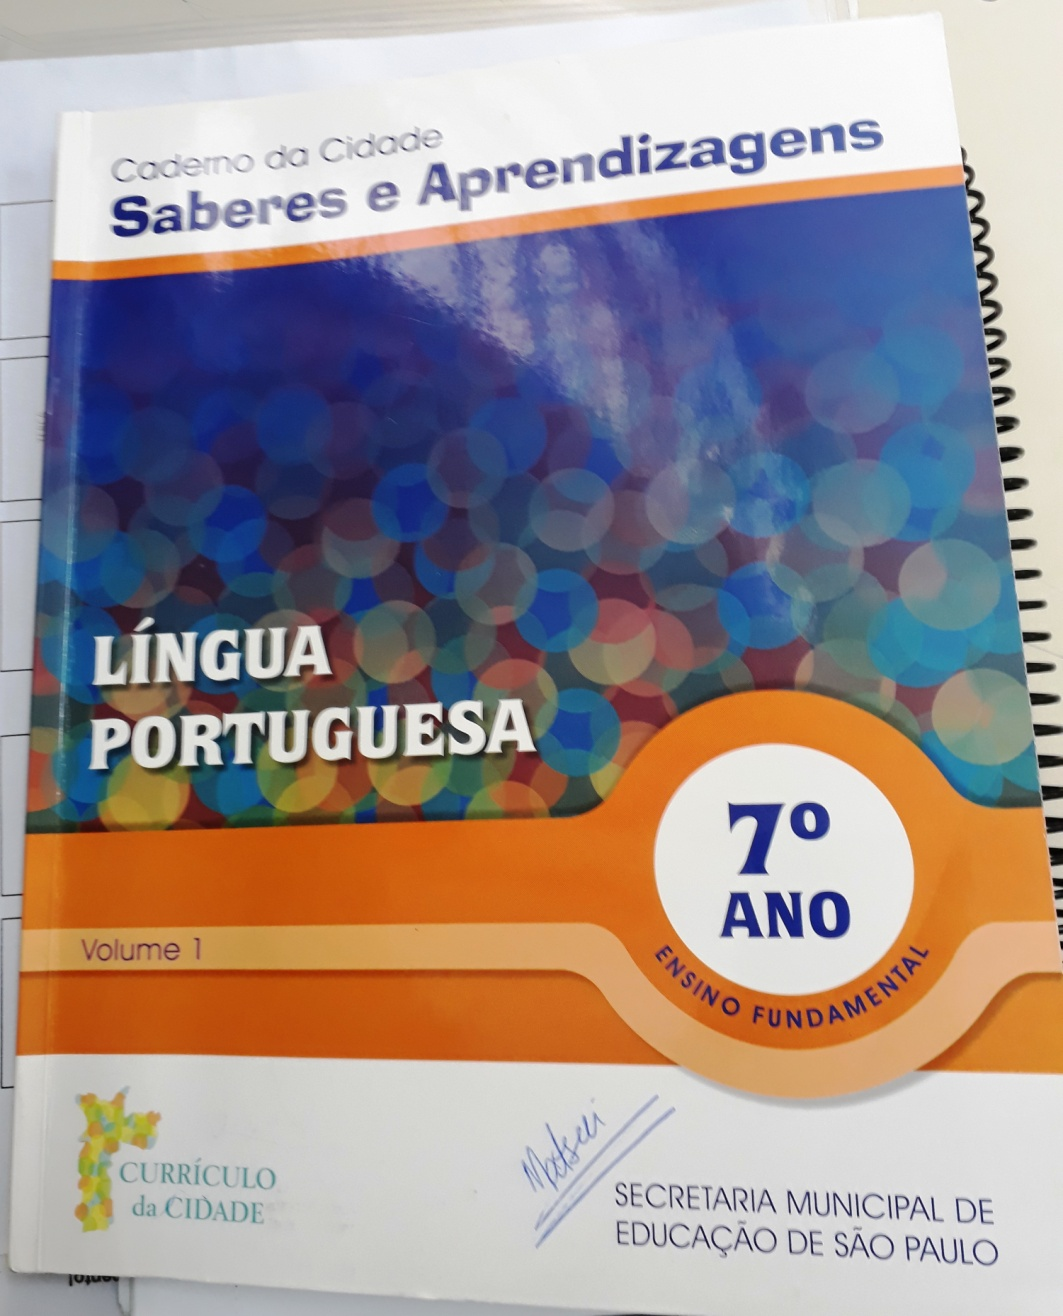 Caderno da Cidade
Saberes e Aprendizagens
LÍNGUA
PORTUGUESA
7º
ANO
ENSINO FUNDAMENTAL
Volume 1
CURRÍCULO
da CIDADE
SECRETARIA MUNICIPAL DE
EDUCAÇÃO DE SÃO PAULO